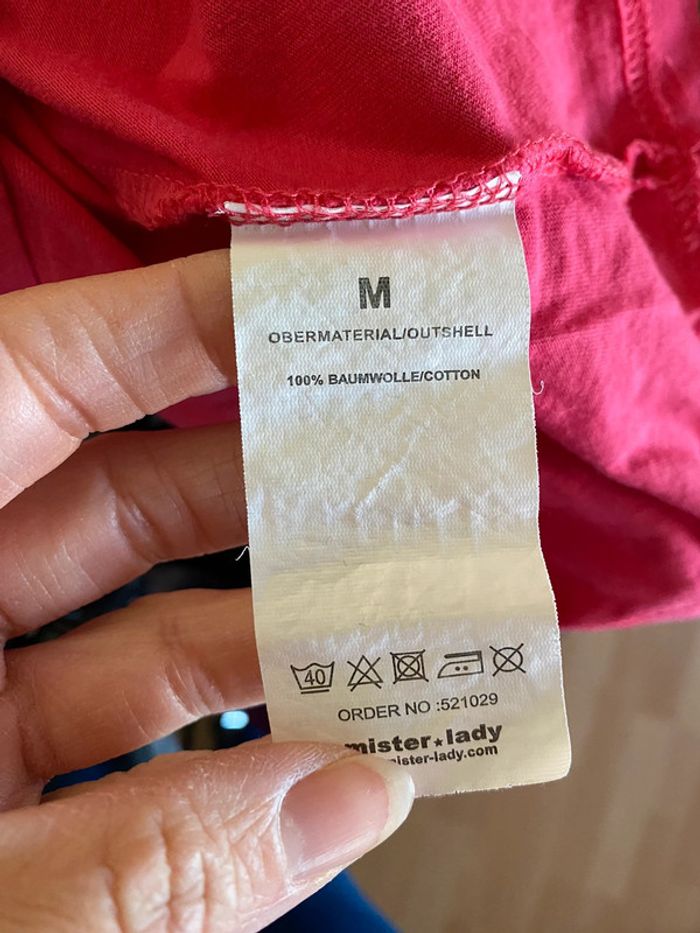 M
OBERMATERIAL/OUTSHELL
100% BAUMWOLLE/COTTON
40
ORDER NO :521029
mister★lady